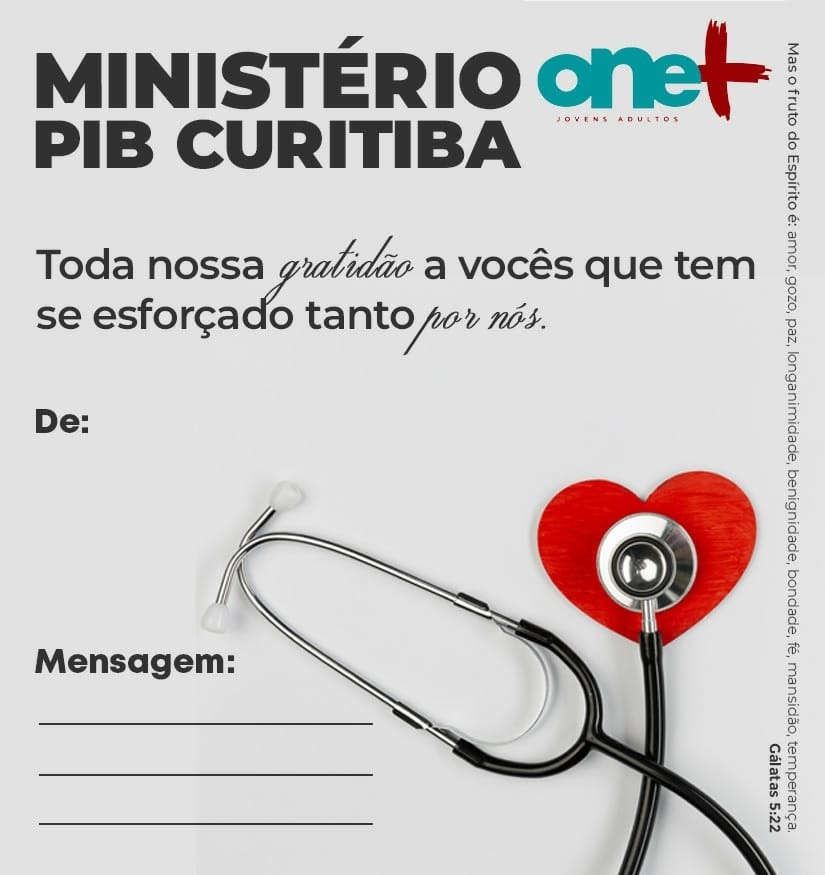 MINISTÉRIO
PIB CURITIBA
one+
JOVENS ADULTOS
Toda nossa gratidão a vocês que tem
se esforçado tanto por nós.
De:
Mensagem:
Mas o fruto do Espírito é: amor, gozo, paz, longanimidade, benignidade, bondade, fé, mansidão, temperança.
Gálatas 5:22